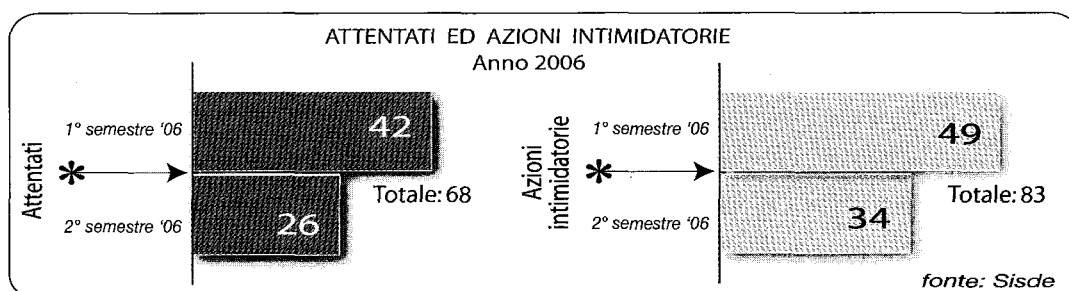 ATTENTATI ED AZIONI INTIMIDATORIE
Anno 2006
Attentati
1° semestre '06
42
*
Totale: 68
2° semestre '06
26
Azioni
intimidatorie
1° semestre '06
49
*
Totale: 83
2° semestre '06
34
fonte: Sisde